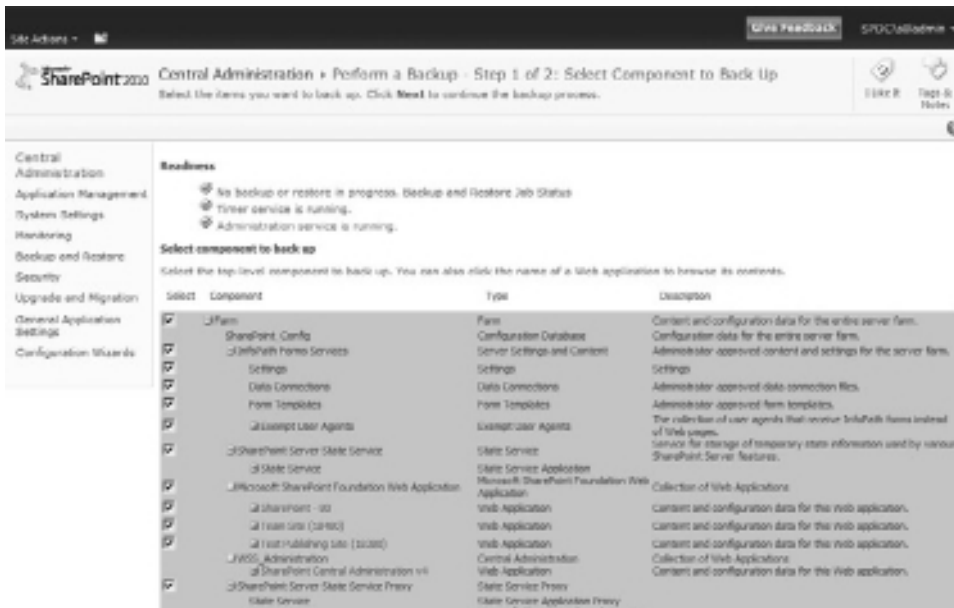 Site Actions
Give Feedback
SPDC\a8admin
Microsoft
SharePoint 2010
Central Administration ▸ Perform a Backup - Step 1 of 2: Select Component to Back Up
Select the items you want to back up. Click Next to continue the backup process.
I Like It
Tags & Notes
Central Administration
Application Management
System Settings
Monitoring
Backup and Restore
Security
Upgrade and Migration
General Application Settings
Configuration Wizards
Readiness
No backup or restore in progress. Backup and Restore Job Status
Timer service is running.
Administration service is running.
Select component to back up
Select the top-level component to back up. You can also click the name of a Web application to browse its contents.
Select Component Type Description
Farm Farm Content and configuration data for the entire server farm.
SharePoint_Config Configuration Database Configuration data for the entire server farm.
InfoPath Forms Services Server Settings and Content Administrator approved content and settings for the server farm.
Settings Settings Settings
Data Connections Data Connections Administrator approved data connection files.
Form Templates Form Templates Administrator approved form templates.
Exempt User Agents Exempt User Agents The collection of user agents that receive InfoPath forms instead of Web pages.
SharePoint Server State Service State Service Service for storage of temporary state information used by various SharePoint Server features.
State Service State Service Application
Microsoft SharePoint Foundation Web Application Microsoft SharePoint Foundation Web Application Collection of Web Applications
SharePoint - 80 Web Application Content and configuration data for this Web application.
Team Site Web Application Content and configuration data for this Web application.
Test Publishing Site Web Application Content and configuration data for this Web application.
WSS_Administration Central Administration Collection of Web Applications
SharePoint Central Administration v4 Web Application Content and configuration data for this Web application.
SharePoint Server State Service Proxy State Service Proxy
State Service State Service Application Proxy